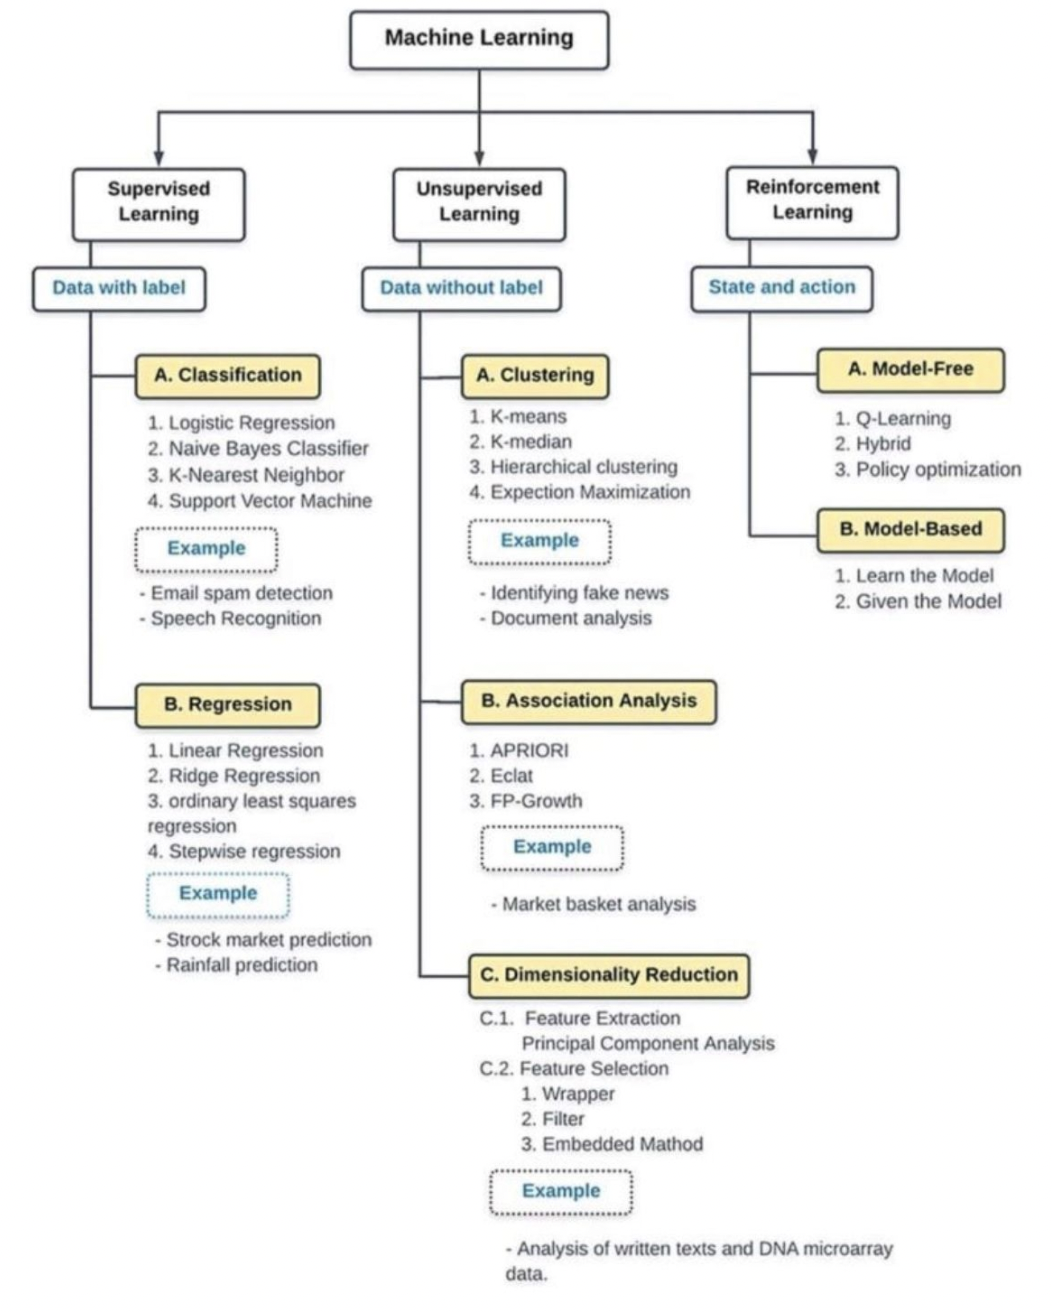 Machine Learning
Supervised
Learning
Data with label
A. Classification
1. Logistic Regression
2. Naive Bayes Classifier
3. K-Nearest Neighbor
4. Support Vector Machine
Example
- Email spam detection
- Speech Recognition
B. Regression
1. Linear Regression
2. Ridge Regression
3. ordinary least squares
regression
4. Stepwise regression
Example
- Strock market prediction
- Rainfall prediction
Unsupervised
Learning
Data without label
A. Clustering
1. K-means
2. K-median
3. Hierarchical clustering
4. Expection Maximization
Example
- Identifying fake news
- Document analysis
B. Association Analysis
1. APRIORI
2. Eclat
3. FP-Growth
Example
- Market basket analysis
C. Dimensionality Reduction
C.1. Feature Extraction
Principal Component Analysis
C.2. Feature Selection
1. Wrapper
2. Filter
3. Embedded Mathod
Example
- Analysis of written texts and DNA microarray
data.
Reinforcement
Learning
State and action
A. Model-Free
1. Q-Learning
2. Hybrid
3. Policy optimization
B. Model-Based
1. Learn the Model
2. Given the Model